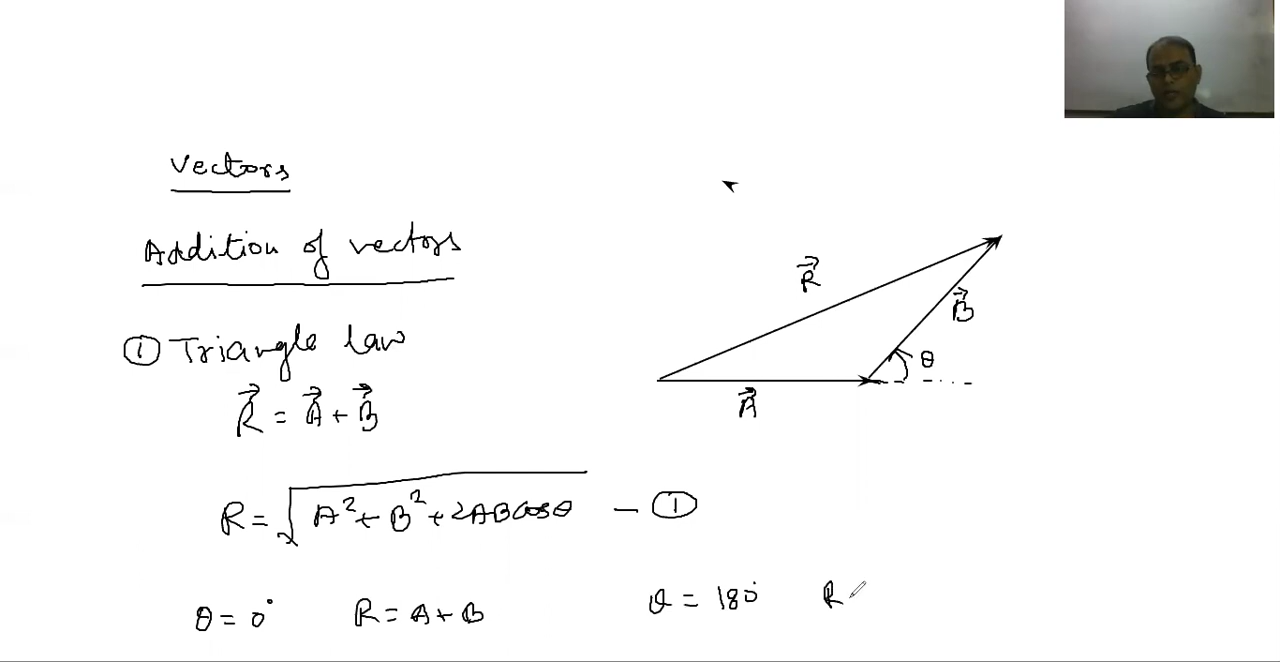 Vectors
Addition of vectors
① Triangle law
R⃗ = A⃗ + B⃗
R = √(A² + B² + 2ABcosθ) — ①
θ = 0° R = A + B θ = 180° R
R⃗
B⃗
θ
A⃗